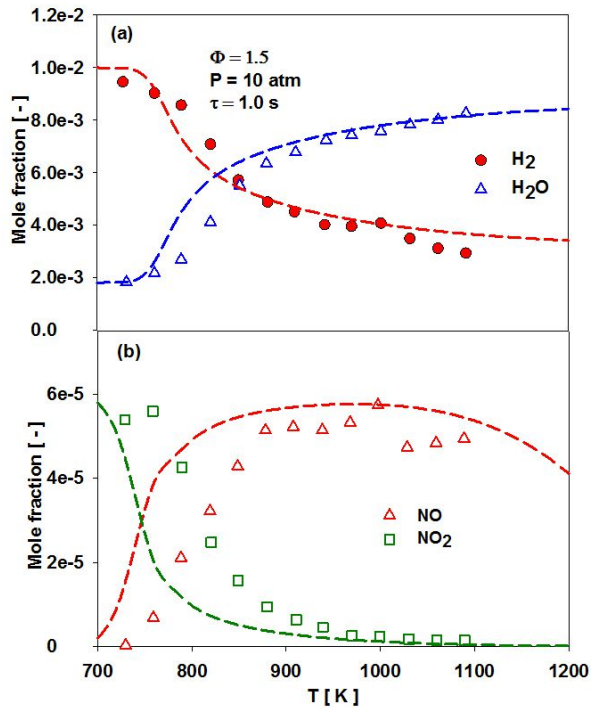 1.2e-2
(a)
Φ = 1.5
P = 10 atm
τ = 1.0 s
1.0e-2
8.0e-3
6.0e-3
4.0e-3
2.0e-3
0.0
Mole fraction [ - ]
H₂
H₂O
(b)
6e-5
4e-5
2e-5
0
Mole fraction [ - ]
NO
NO₂
700 800 900 1000 1100 1200
T [ K ]